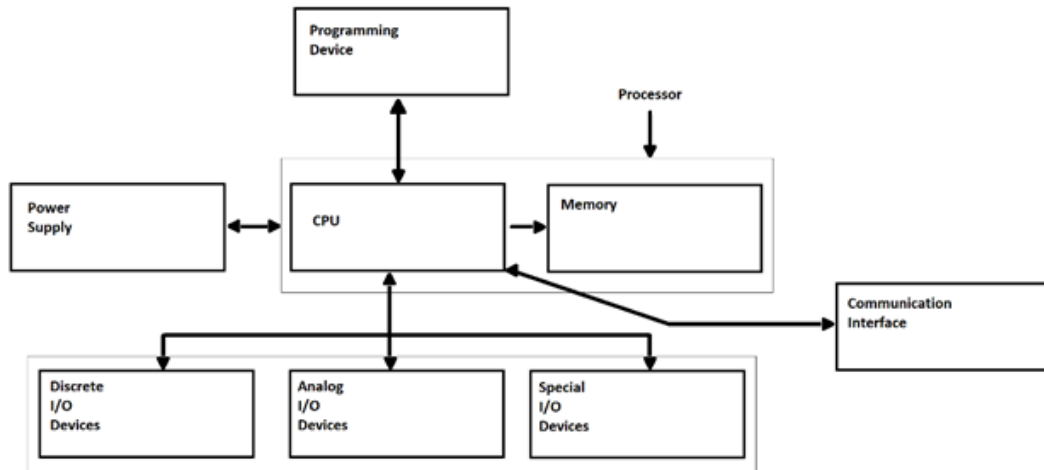 Programming
Device
Processor
Power
Supply
CPU
Memory
Communication
Interface
Discrete
I/O
Devices
Analog
I/O
Devices
Special
I/O
Devices